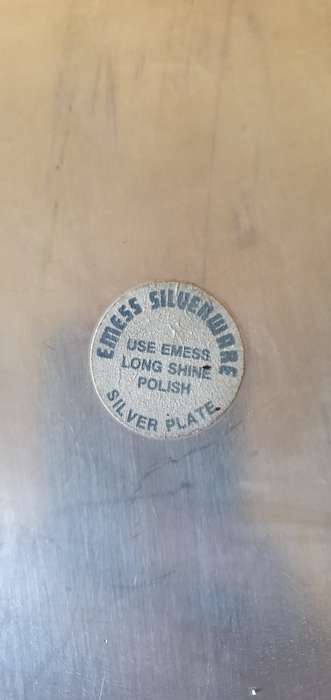 EMESS SILVERWARE
USE EMESS
LONG SHINE
POLISH
SILVER PLATE